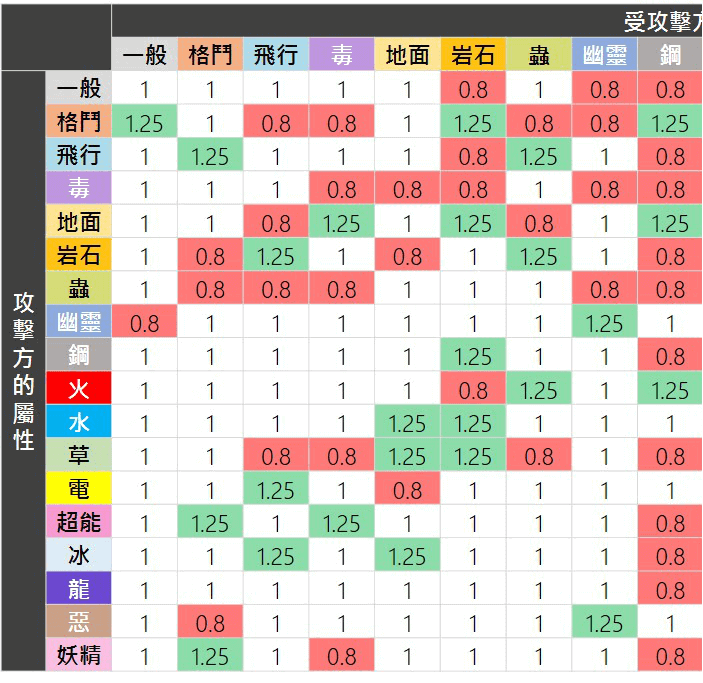 受攻擊方
一般 格鬥 飛行 毒 地面 岩石 蟲 幽靈 鋼
攻擊方的屬性
一般 1 1 1 1 1 0.8 1 0.8 0.8
格鬥 1.25 1 0.8 0.8 1 1.25 0.8 0.8 1.25
飛行 1 1.25 1 1 1 0.8 1.25 1 0.8
毒 1 1 1 0.8 0.8 0.8 1 0.8 0.8
地面 1 1 0.8 1.25 1 1.25 0.8 1 1.25
岩石 1 0.8 1.25 1 0.8 1 1.25 1 0.8
蟲 1 0.8 0.8 0.8 1 1 1 0.8 0.8
幽靈 0.8 1 1 1 1 1 1 1.25 1
鋼 1 1 1 1 1 1.25 1 1 0.8
火 1 1 1 1 1 0.8 1.25 1 1.25
水 1 1 1 1 1.25 1.25 1 1 1
草 1 1 0.8 0.8 1.25 1.25 0.8 1 0.8
電 1 1 1.25 1 0.8 1 1 1 1
超能 1 1.25 1 1.25 1 1 1 1 0.8
冰 1 1 1.25 1 1.25 1 1 1 0.8
龍 1 1 1 1 1 1 1 1 0.8
惡 1 0.8 1 1 1 1 1 1.25 1
妖精 1 1.25 1 0.8 1 1 1 1 0.8